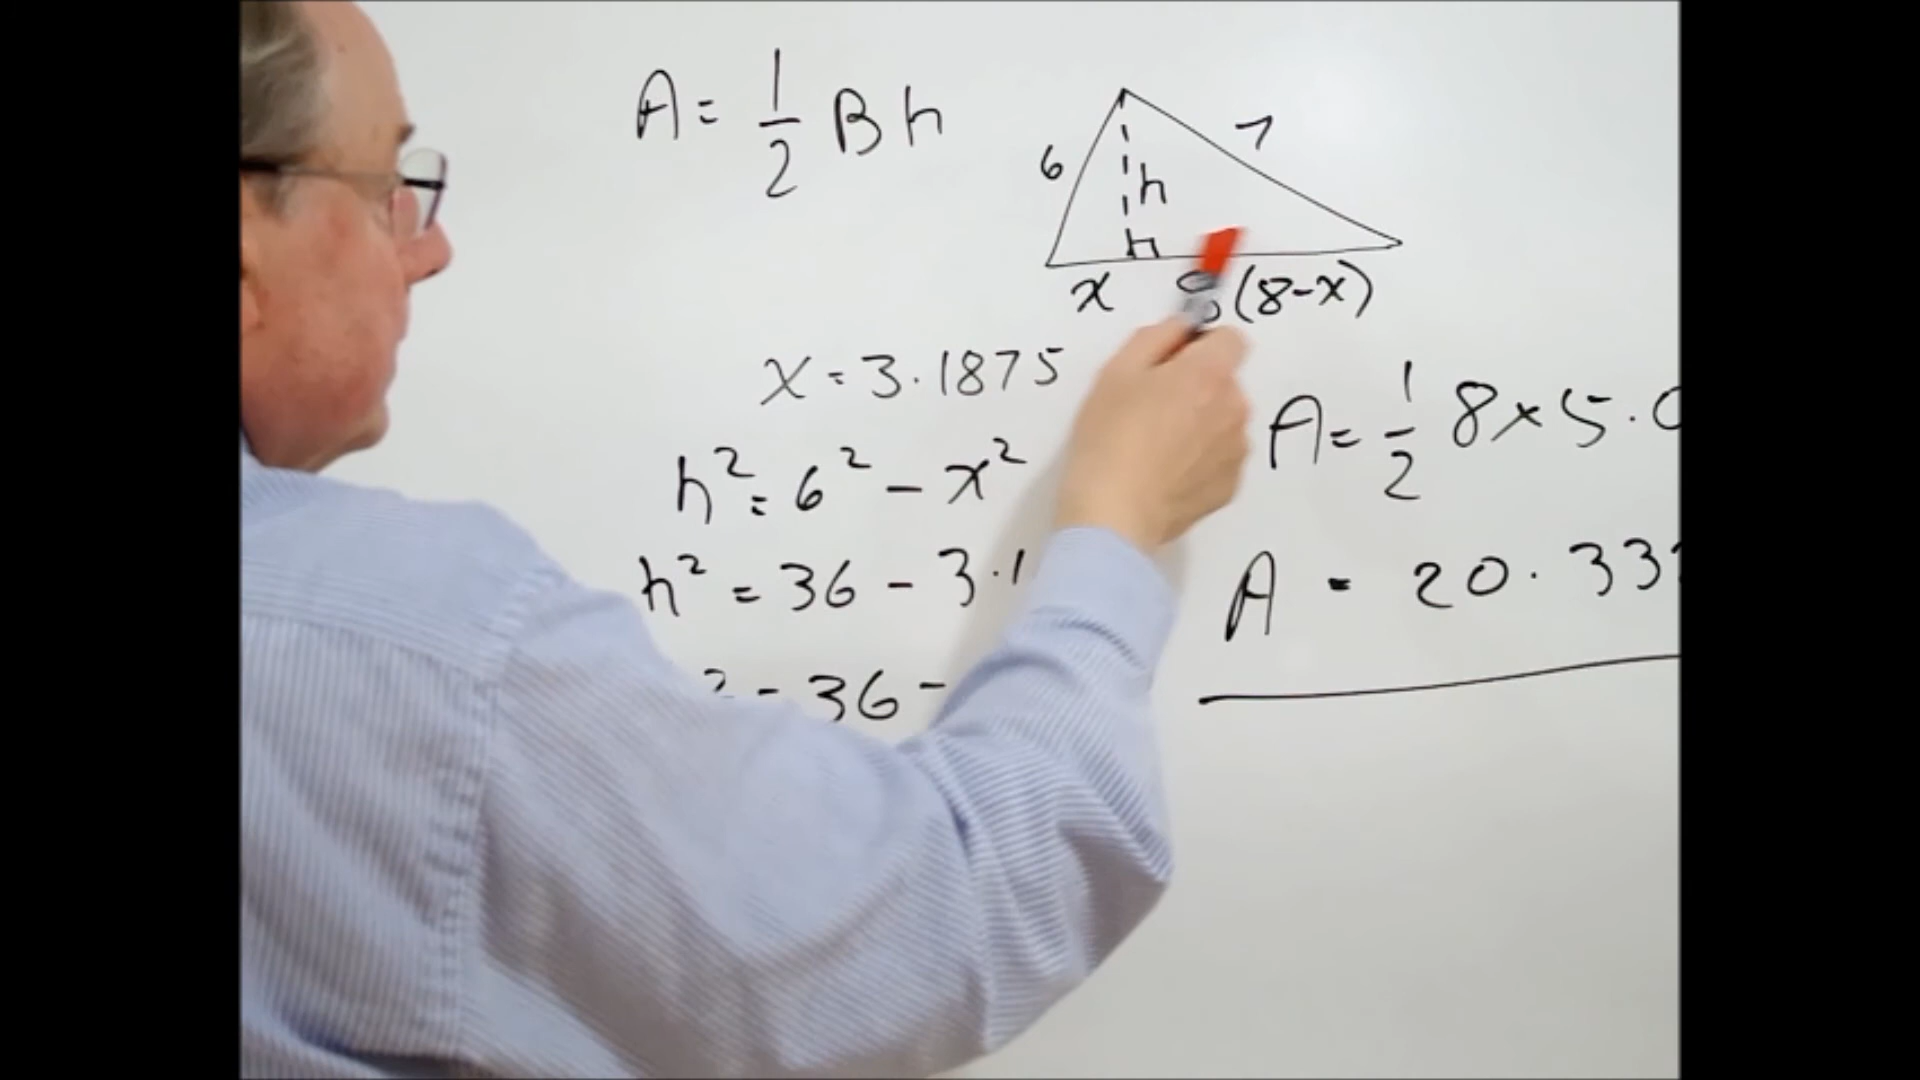 A = 1/2 B h
6
7
h
x 8 (8-x)
x = 3.1875
h² = 6² - x²
h² = 36 - 3.1
² = 36 -
A = 1/2 8 x 5.0
A = 20.33